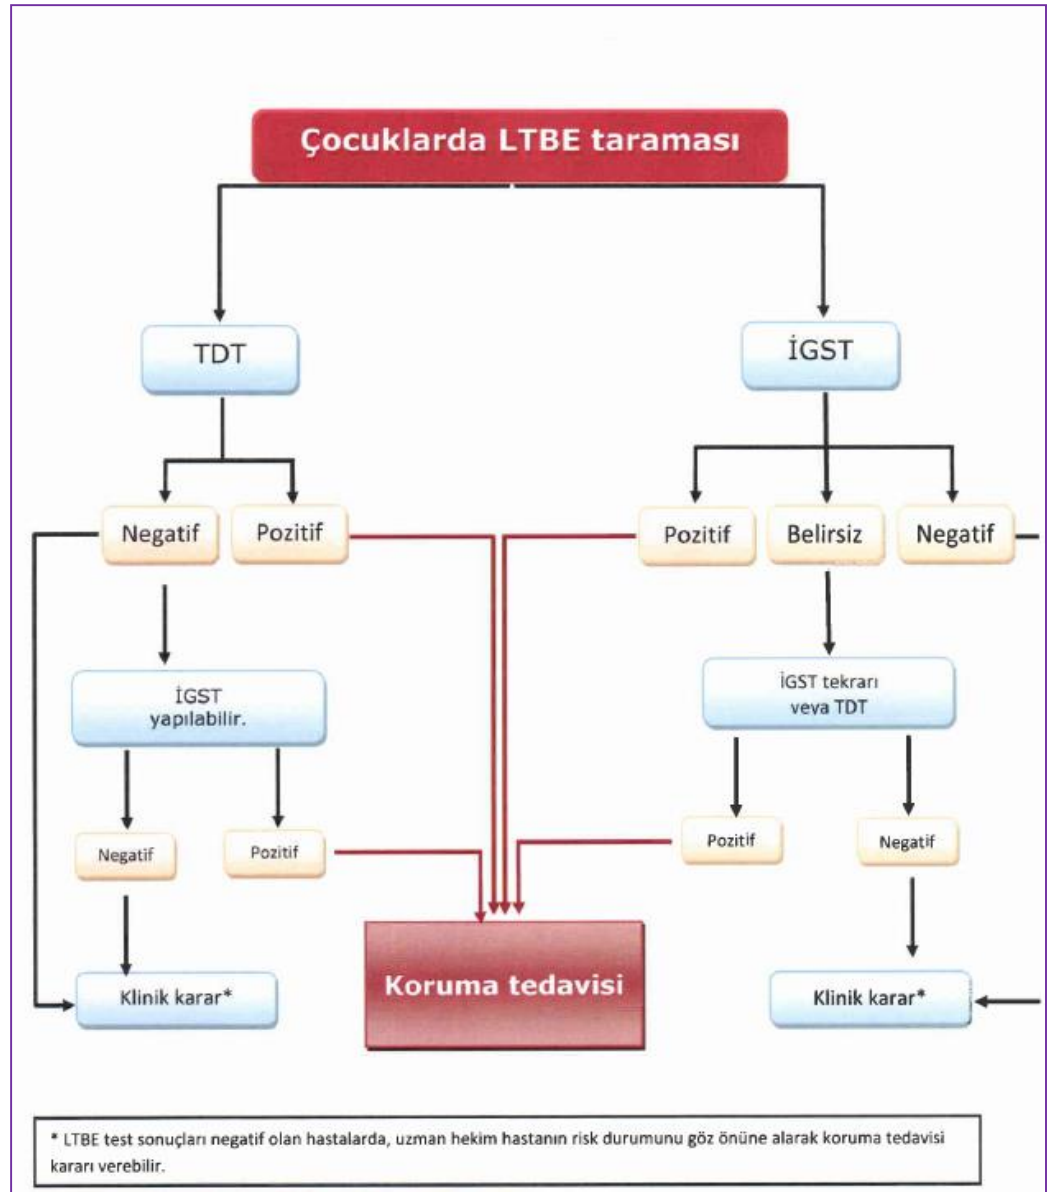 Çocuklarda LTBE taraması
TDT
İGST
Negatif
Pozitif
Pozitif
Belirsiz
Negatif
İGST
yapılabilir.
İGST tekrarı
veya TDT
Negatif
Pozitif
Pozitif
Negatif
Klinik karar*
Koruma tedavisi
Klinik karar*
* LTBE test sonuçları negatif olan hastalarda, uzman hekim hastanın risk durumunu göz önüne alarak koruma tedavisi
kararı verebilir.